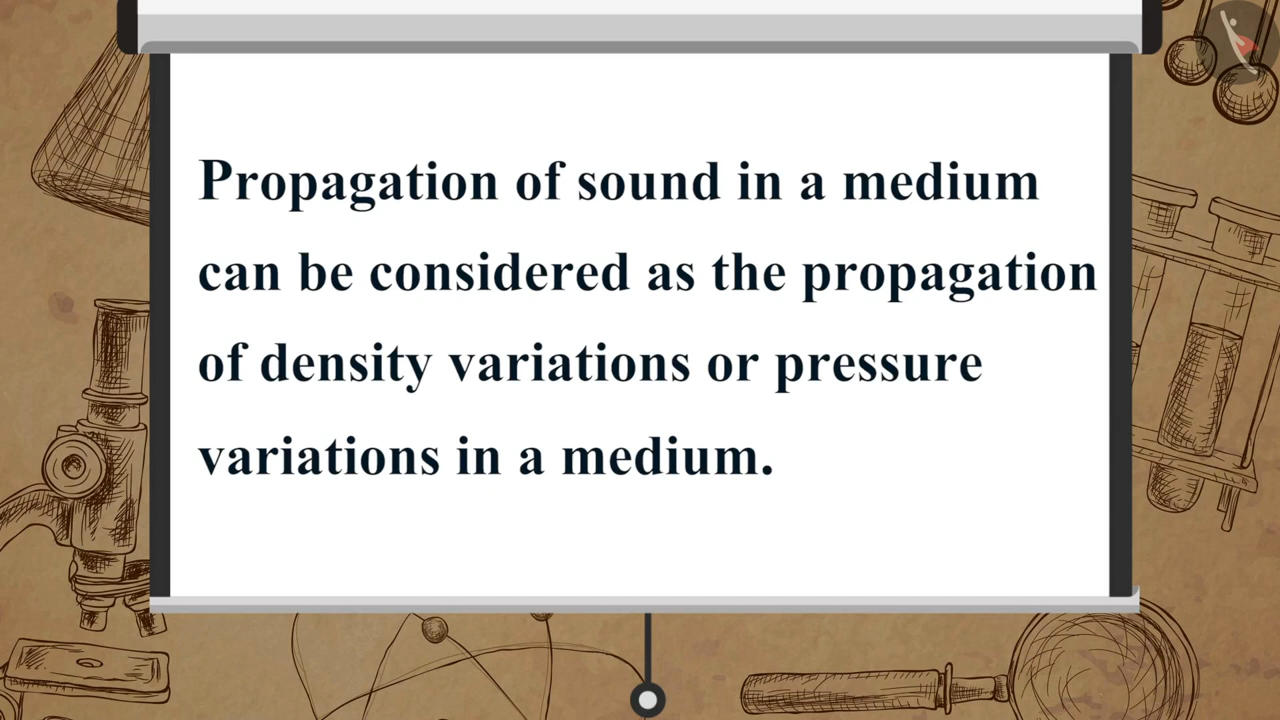 Propagation of sound in a medium
can be considered as the propagation
of density variations or pressure
variations in a medium.